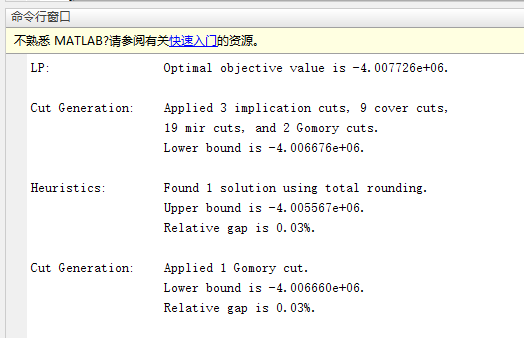 命令行窗口
不熟悉 MATLAB?请参阅有关快速入门的资源。
LP: Optimal objective value is -4.007726e+06.
Cut Generation: Applied 3 implication cuts, 9 cover cuts,
19 mir cuts, and 2 Gomory cuts.
Lower bound is -4.006676e+06.
Heuristics: Found 1 solution using total rounding.
Upper bound is -4.005567e+06.
Relative gap is 0.03%.
Cut Generation: Applied 1 Gomory cut.
Lower bound is -4.006660e+06.
Relative gap is 0.03%.